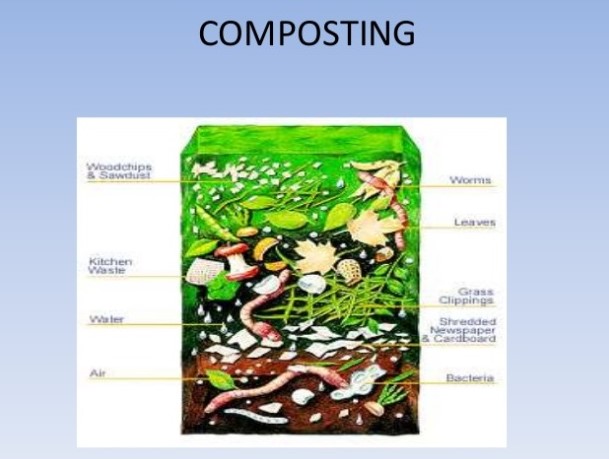 COMPOSTING
Woodchips
& Sawdust
Worms
Leaves
Kitchen
Waste
Grass
Clippings
Water
Shredded
Newspaper
& Cardboard
Air
Bacteria